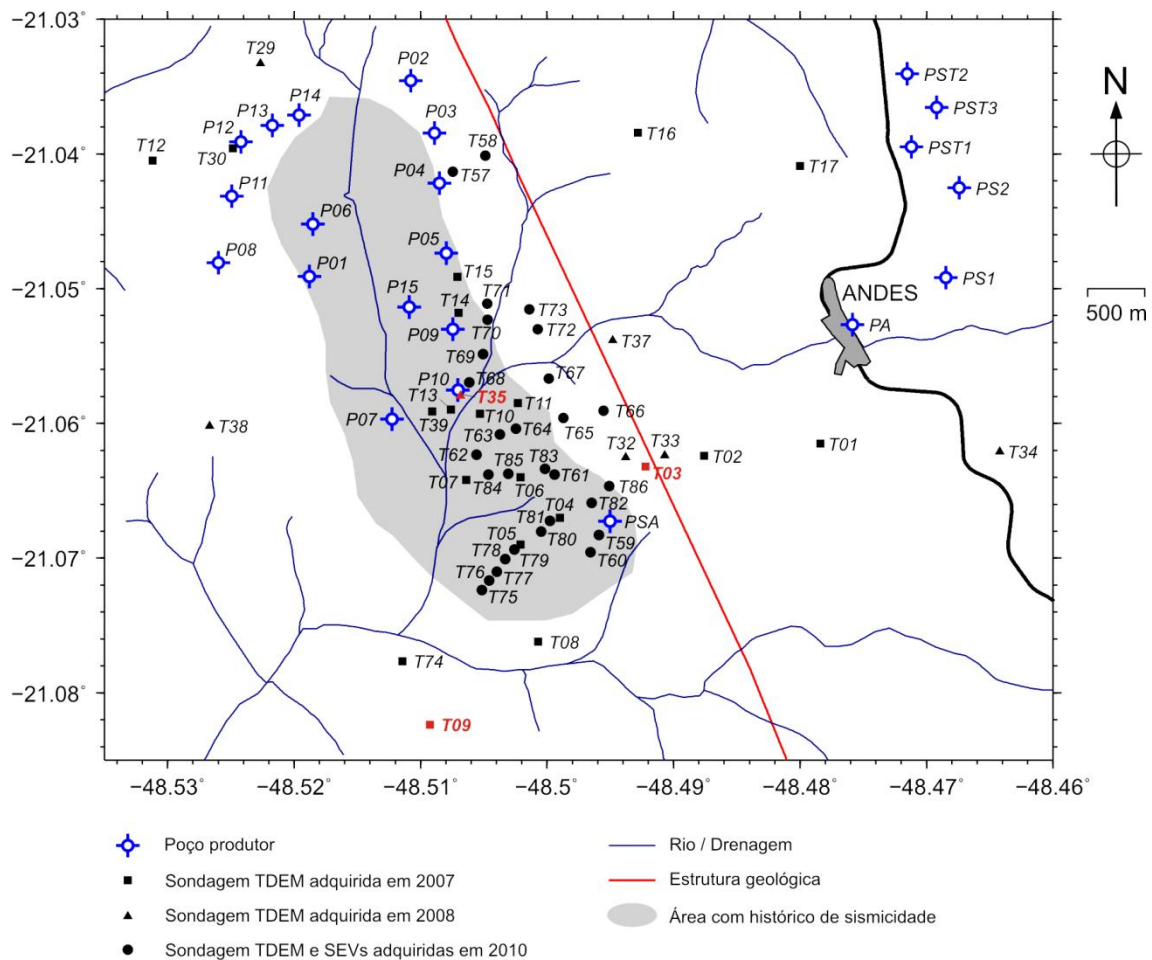 −21.03˚
−21.04˚
−21.05˚
−21.06˚
−21.07˚
−21.08˚
T29
P02
P14
P13
P12
P03
T58
T12
T30
T57
P04
P11
P06
P08
P01
P05
T15
P15
T14
T71
T73
P09
T70
T72
T69
P10
T68
T67
T37
T35
T13
T39
T10
T11
T66
P07
T63
T64
T65
T38
T62
T85
T83
T32
T33
T02
T01
T34
T03
T07
T84
T06
T61
T86
T04
T82
T81
PSA
T05
T80
T59
T78
T79
T60
T76
T77
T75
T08
T74
T09
T16
T17
PST2
PST3
PST1
PS2
PS1
ANDES
PA
N
500 m
−48.53˚
−48.52˚
−48.51˚
−48.5˚
−48.49˚
−48.48˚
−48.47˚
−48.46˚
Poço produtor
Sondagem TDEM adquirida em 2007
Sondagem TDEM adquirida em 2008
Sondagem TDEM e SEVs adquiridas em 2010
Rio / Drenagem
Estrutura geológica
Área com histórico de sismicidade